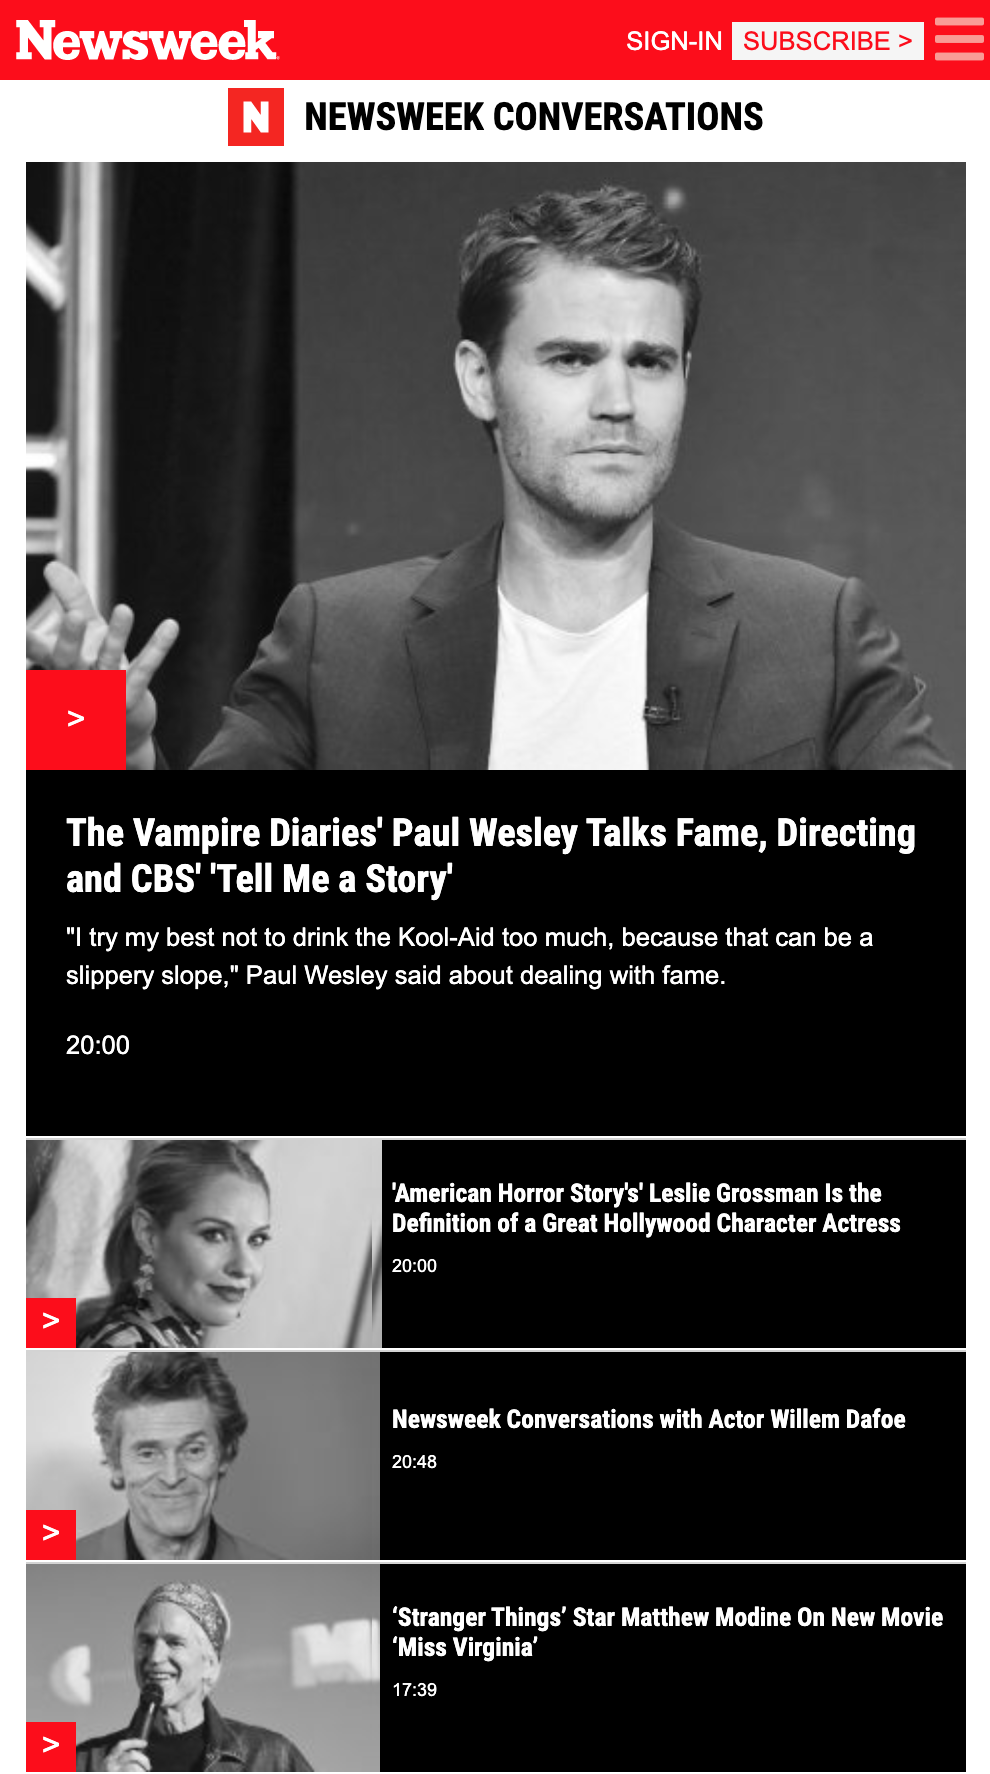 Newsweek
SIGN-IN
SUBSCRIBE >
N
NEWSWEEK CONVERSATIONS
>
The Vampire Diaries' Paul Wesley Talks Fame, Directing
and CBS' 'Tell Me a Story'
"I try my best not to drink the Kool-Aid too much, because that can be a
slippery slope," Paul Wesley said about dealing with fame.
20:00
'American Horror Story's' Leslie Grossman Is the
Definition of a Great Hollywood Character Actress
20:00
>
Newsweek Conversations with Actor Willem Dafoe
20:48
>
‘Stranger Things’ Star Matthew Modine On New Movie
‘Miss Virginia’
17:39
>